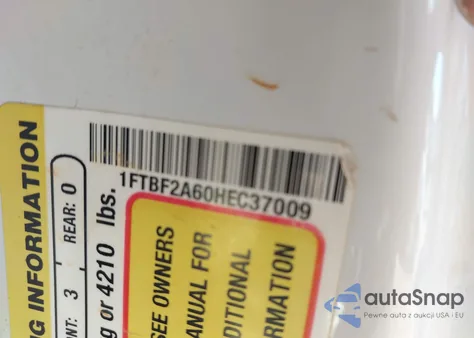 1FTBF2A60HEC37009
NG INFORMATION
NT: 3 REAR: 0
g or 4210 lbs.
SEE OWNERS
ANUAL FOR
DITIONAL
RMATION
autaSnap
Pewne auta z aukcji USA i EU